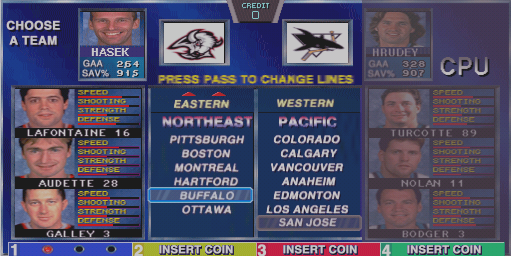 CREDIT
0
CHOOSE
A TEAM
HASEK
GAA 264
SAV% 915
HRUDEY
GAA 328
SAV% 907
CPU
PRESS PASS TO CHANGE LINES
SPEED
SHOOTING
STRENGTH
DEFENSE
LAFONTAINE 16
SPEED
SHOOTING
STRENGTH
DEFENSE
AUDETTE 28
SPEED
SHOOTING
STRENGTH
DEFENSE
GALLEY 3
EASTERN
NORTHEAST
PITTSBURGH
BOSTON
MONTREAL
HARTFORD
BUFFALO
OTTAWA
WESTERN
PACIFIC
COLORADO
CALGARY
VANCOUVER
ANAHEIM
EDMONTON
LOS ANGELES
SAN JOSE
SPEED
SHOOTING
STRENGTH
DEFENSE
TURCOTTE 89
SPEED
SHOOTING
STRENGTH
DEFENSE
NOLAN 11
SPEED
SHOOTING
STRENGTH
DEFENSE
BODGER 3
1
2 INSERT COIN
3 INSERT COIN
4 INSERT COIN